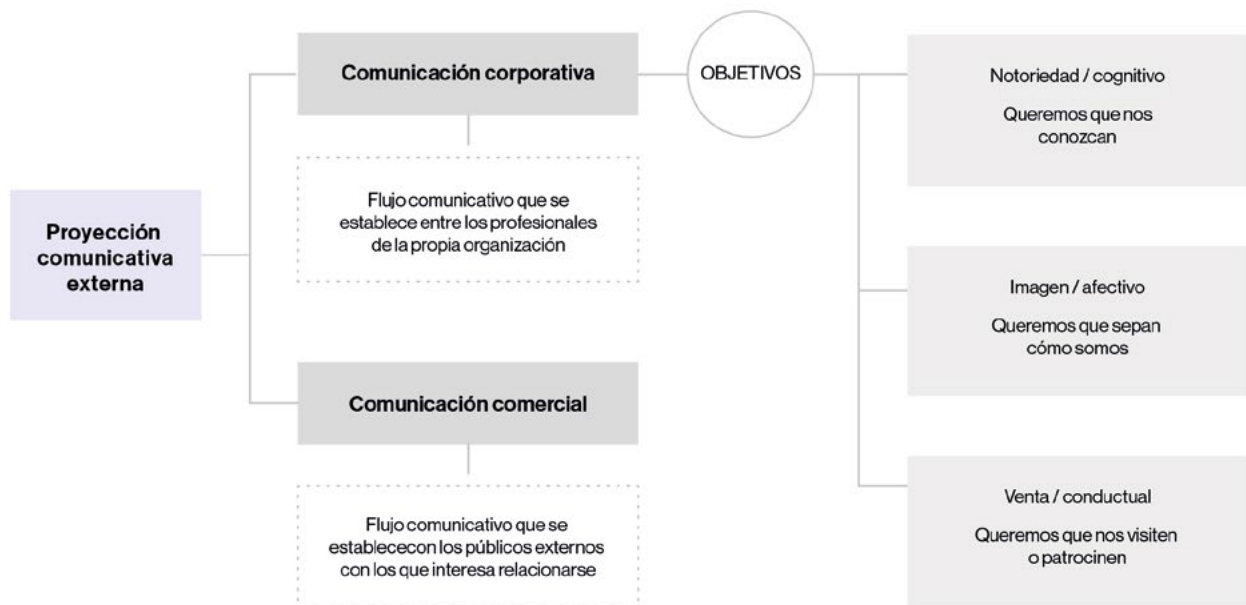 Proyección
comunicativa
externa
Comunicación corporativa
Flujo comunicativo que se
establece entre los profesionales
de la propia organización
Comunicación comercial
Flujo comunicativo que se
establececon los públicos externos
con los que interesa relacionarse
OBJETIVOS
Notoriedad / cognitivo
Queremos que nos
conozcan
Imagen / afectivo
Queremos que sepan
cómo somos
Venta / conductual
Queremos que nos visiten
o patrocinen